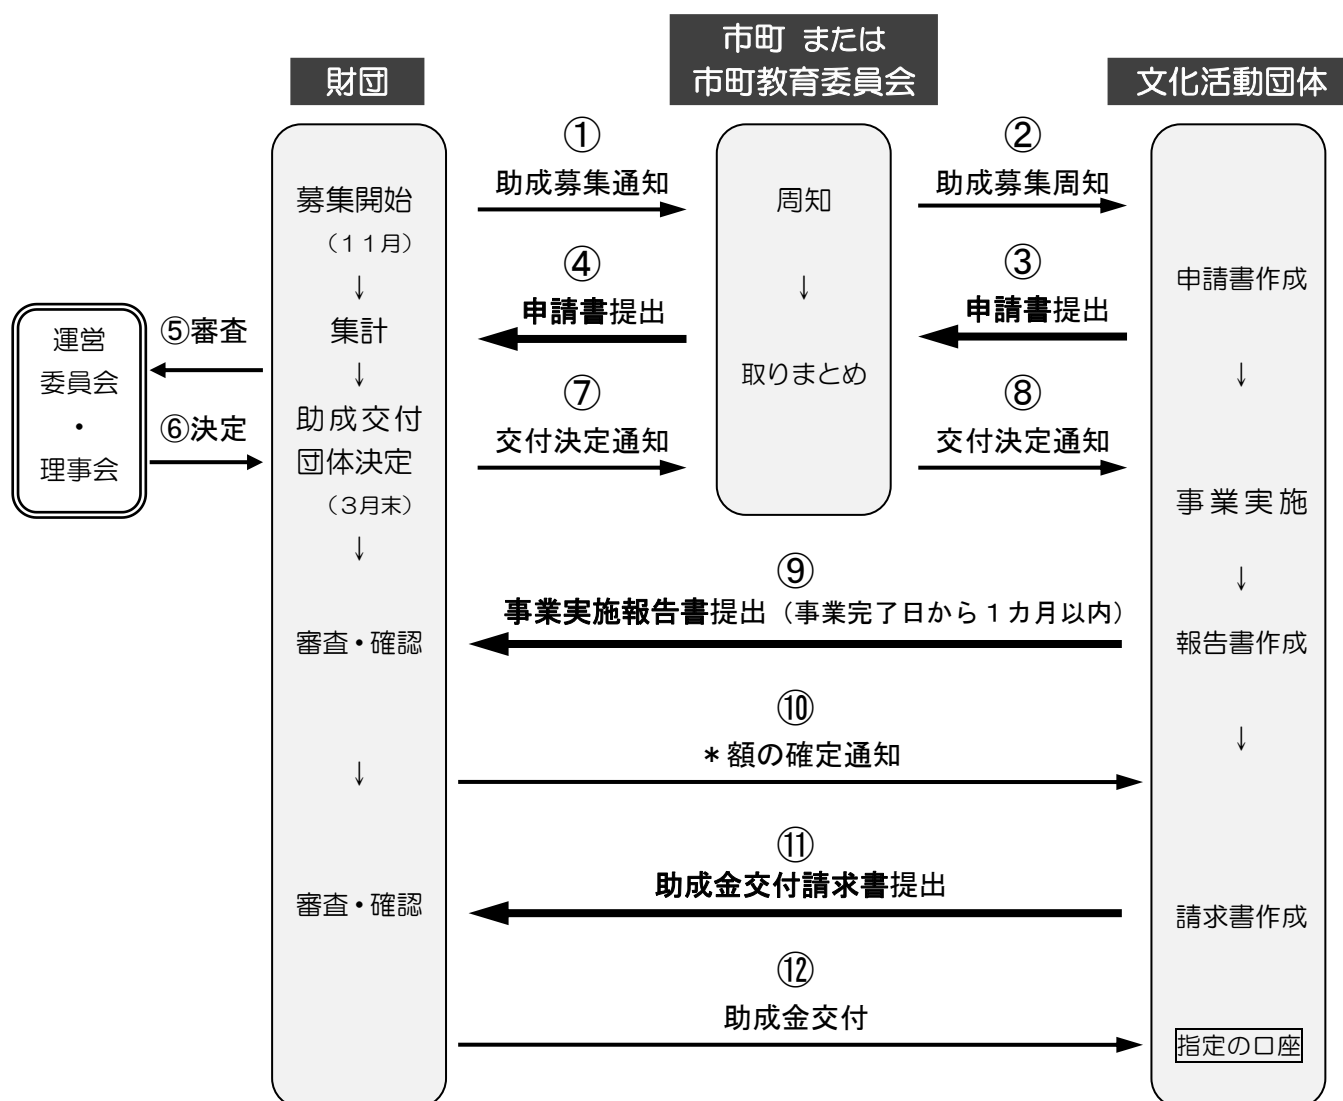 財団
市町 または
市町教育委員会
文化活動団体
①
助成募集通知
②
助成募集周知
募集開始
（１１月）
↓
集計
↓
助成交付
団体決定
（３月末）
↓
審査・確認
↓
審査・確認
周知
↓
取りまとめ
申請書作成
↓
事業実施
↓
報告書作成
↓
請求書作成
指定の口座
③
申請書提出
④
申請書提出
運営
委員会
・
理事会
⑤審査
⑥決定
⑦
交付決定通知
⑧
交付決定通知
⑨
事業実施報告書提出（事業完了日から１カ月以内）
⑩
＊額の確定通知
⑪
助成金交付請求書提出
⑫
助成金交付